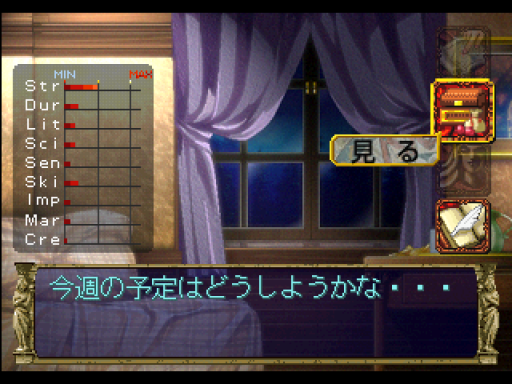 MIN MAX
Str
Dur
Lit
Sci
Sen
Ski
Imp
Mar
Cre
見る
今週の予定はどうしようかな・・・